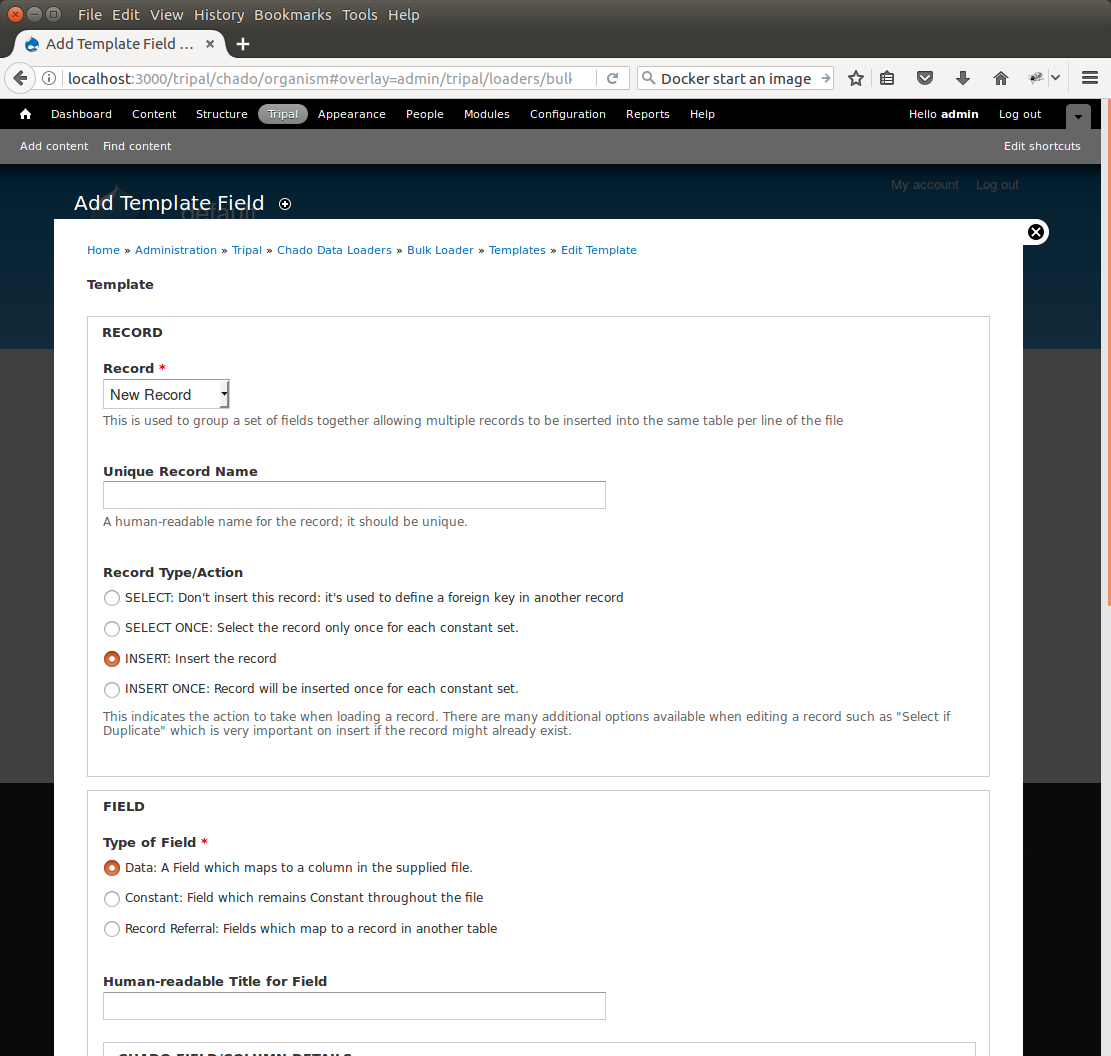 File Edit View History Bookmarks Tools Help
Add Template Field ...
localhost:3000/tripal/chado/organism#overlay=admin/tripal/loaders/bulk
Docker start an image
Dashboard Content Structure Tripal Appearance People Modules Configuration Reports Help Hello admin Log out
Add content Find content Edit shortcuts
My account Log out
Add Template Field
default
Home » Administration » Tripal » Chado Data Loaders » Bulk Loader » Templates » Edit Template
Template
RECORD
Record *
New Record
This is used to group a set of fields together allowing multiple records to be inserted into the same table per line of the file
Unique Record Name
A human-readable name for the record; it should be unique.
Record Type/Action
SELECT: Don't insert this record: it's used to define a foreign key in another record
SELECT ONCE: Select the record only once for each constant set.
INSERT: Insert the record
INSERT ONCE: Record will be inserted once for each constant set.
This indicates the action to take when loading a record. There are many additional options available when editing a record such as "Select if
Duplicate" which is very important on insert if the record might already exist.
FIELD
Type of Field *
Data: A Field which maps to a column in the supplied file.
Constant: Field which remains Constant throughout the file
Record Referral: Fields which map to a record in another table
Human-readable Title for Field
CHADO FIELD/COLUMN DETAILS